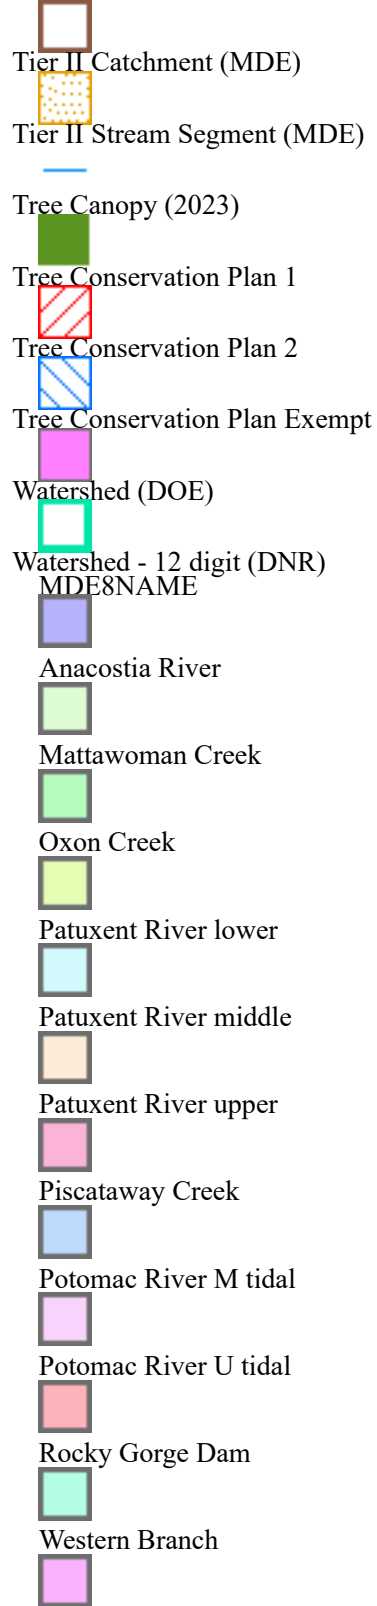 Tier II Catchment (MDE)
Tier II Stream Segment (MDE)
Tree Canopy (2023)
Tree Conservation Plan 1
Tree Conservation Plan 2
Tree Conservation Plan Exempt
Watershed (DOE)
Watershed - 12 digit (DNR)
MDE8NAME
Anacostia River
Mattawoman Creek
Oxon Creek
Patuxent River lower
Patuxent River middle
Patuxent River upper
Piscataway Creek
Potomac River M tidal
Potomac River U tidal
Rocky Gorge Dam
Western Branch